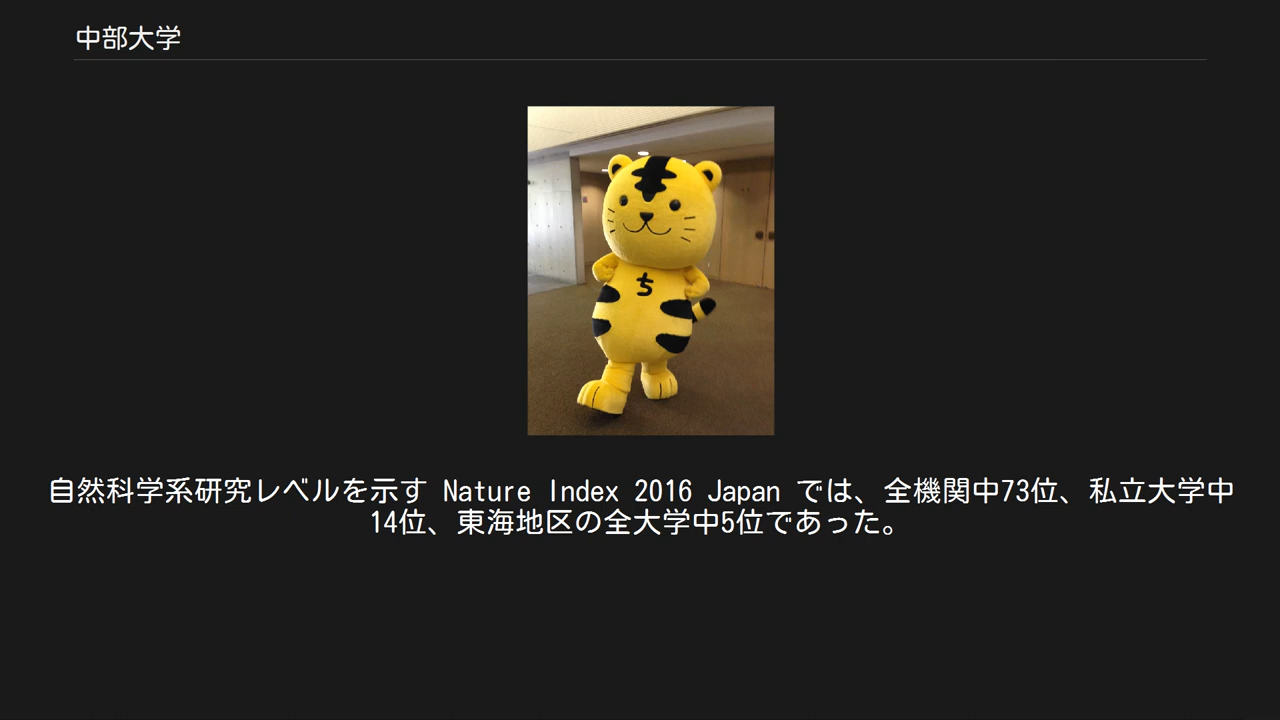 中部大学
ち
自然科学系研究レベルを示す Nature Index 2016 Japan では、全機関中73位、私立大学中
14位、東海地区の全大学中5位であった。